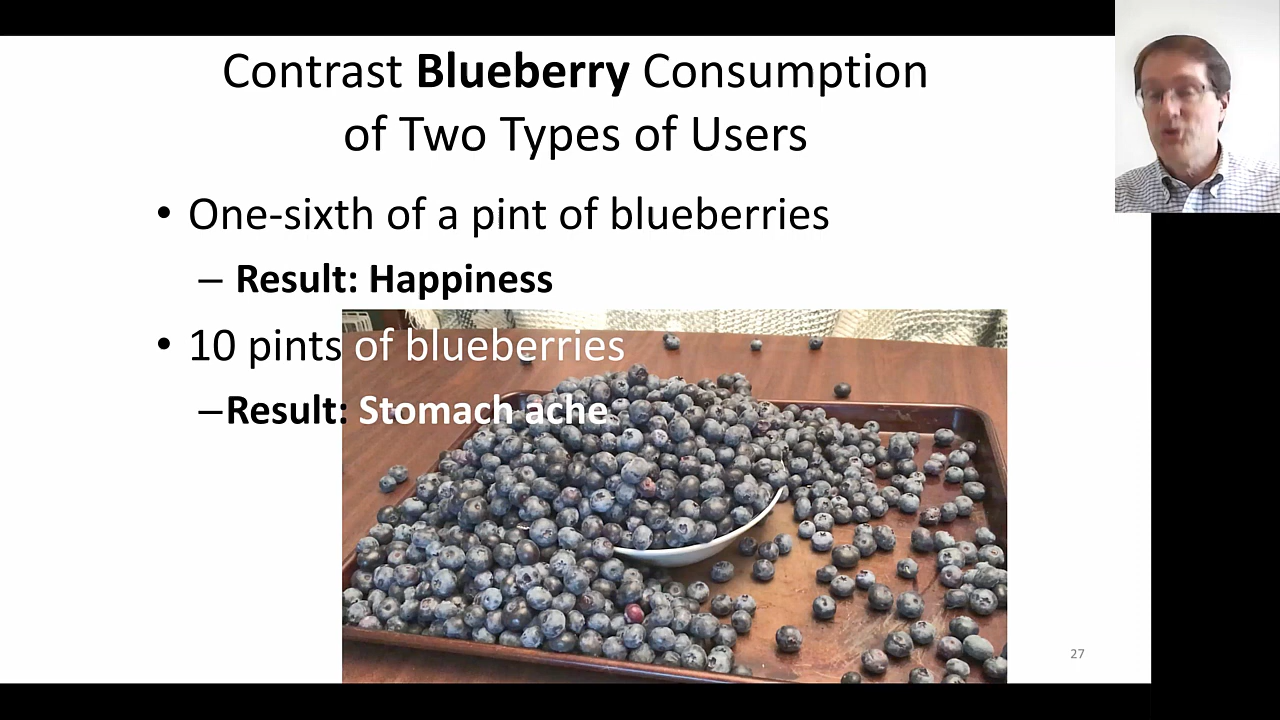 Contrast Blueberry Consumption
of Two Types of Users
• One-sixth of a pint of blueberries
– Result: Happiness
• 10 pints of blueberries
–Result: Stomach ache
27